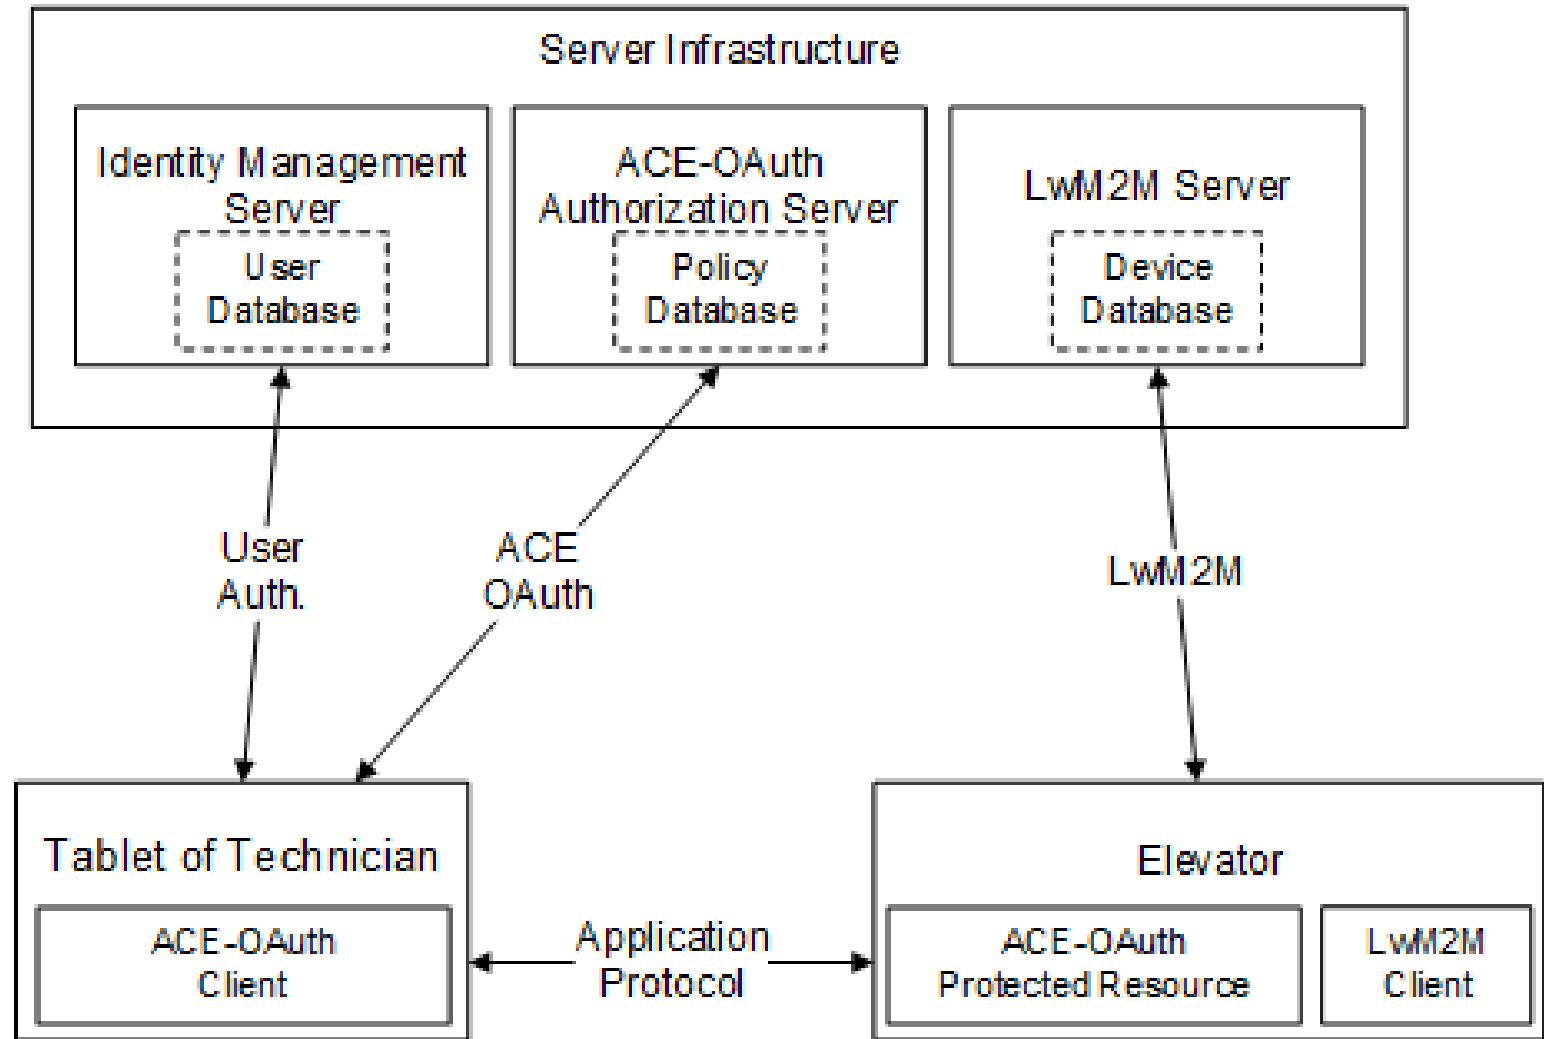 Server Infrastructure
Identity Management
Server
User
Database
ACE-OAuth
Authorization Server
Policy
Database
LwM2M Server
Device
Database
User
Auth.
ACE
OAuth
LwM2M
Tablet of Technician
ACE-OAuth
Client
Application
Protocol
Elevator
ACE-OAuth
Protected Resource
LwM2M
Client